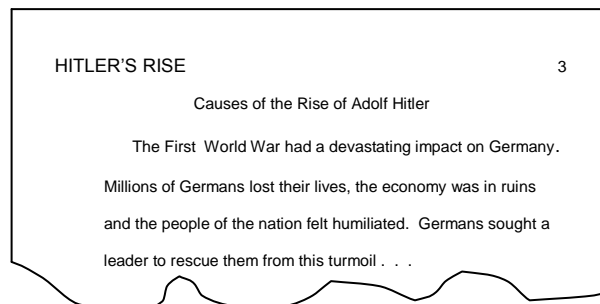 HITLER'S RISE 3
Causes of the Rise of Adolf Hitler
The First World War had a devastating impact on Germany.
Millions of Germans lost their lives, the economy was in ruins
and the people of the nation felt humiliated. Germans sought a
leader to rescue them from this turmoil . . .